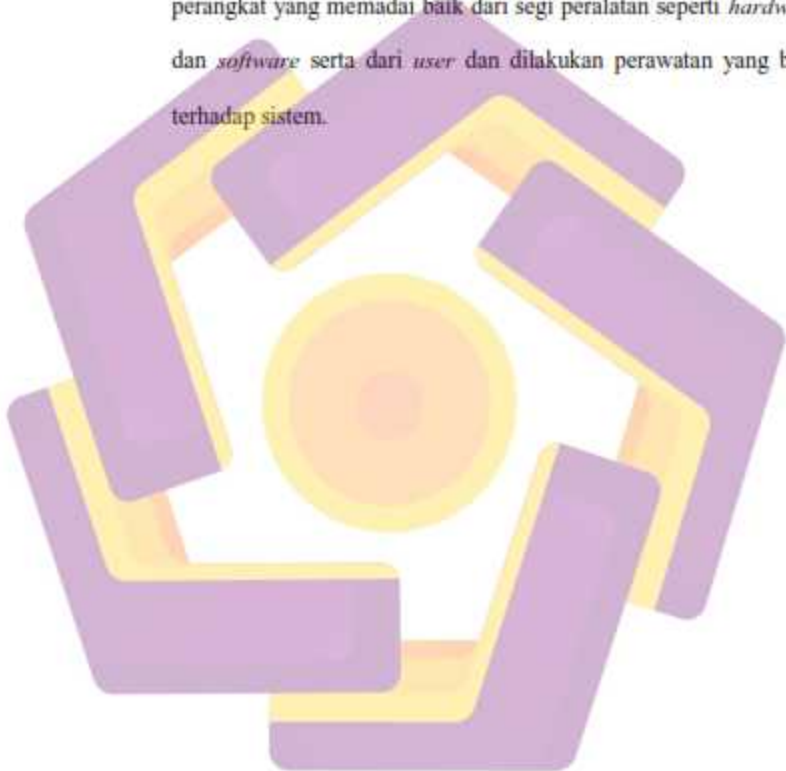 perangkat yang memadai baik dari segi peralatan seperti
dan software serta dari user dan dilakukan perawatan yang
terhadap sistem.